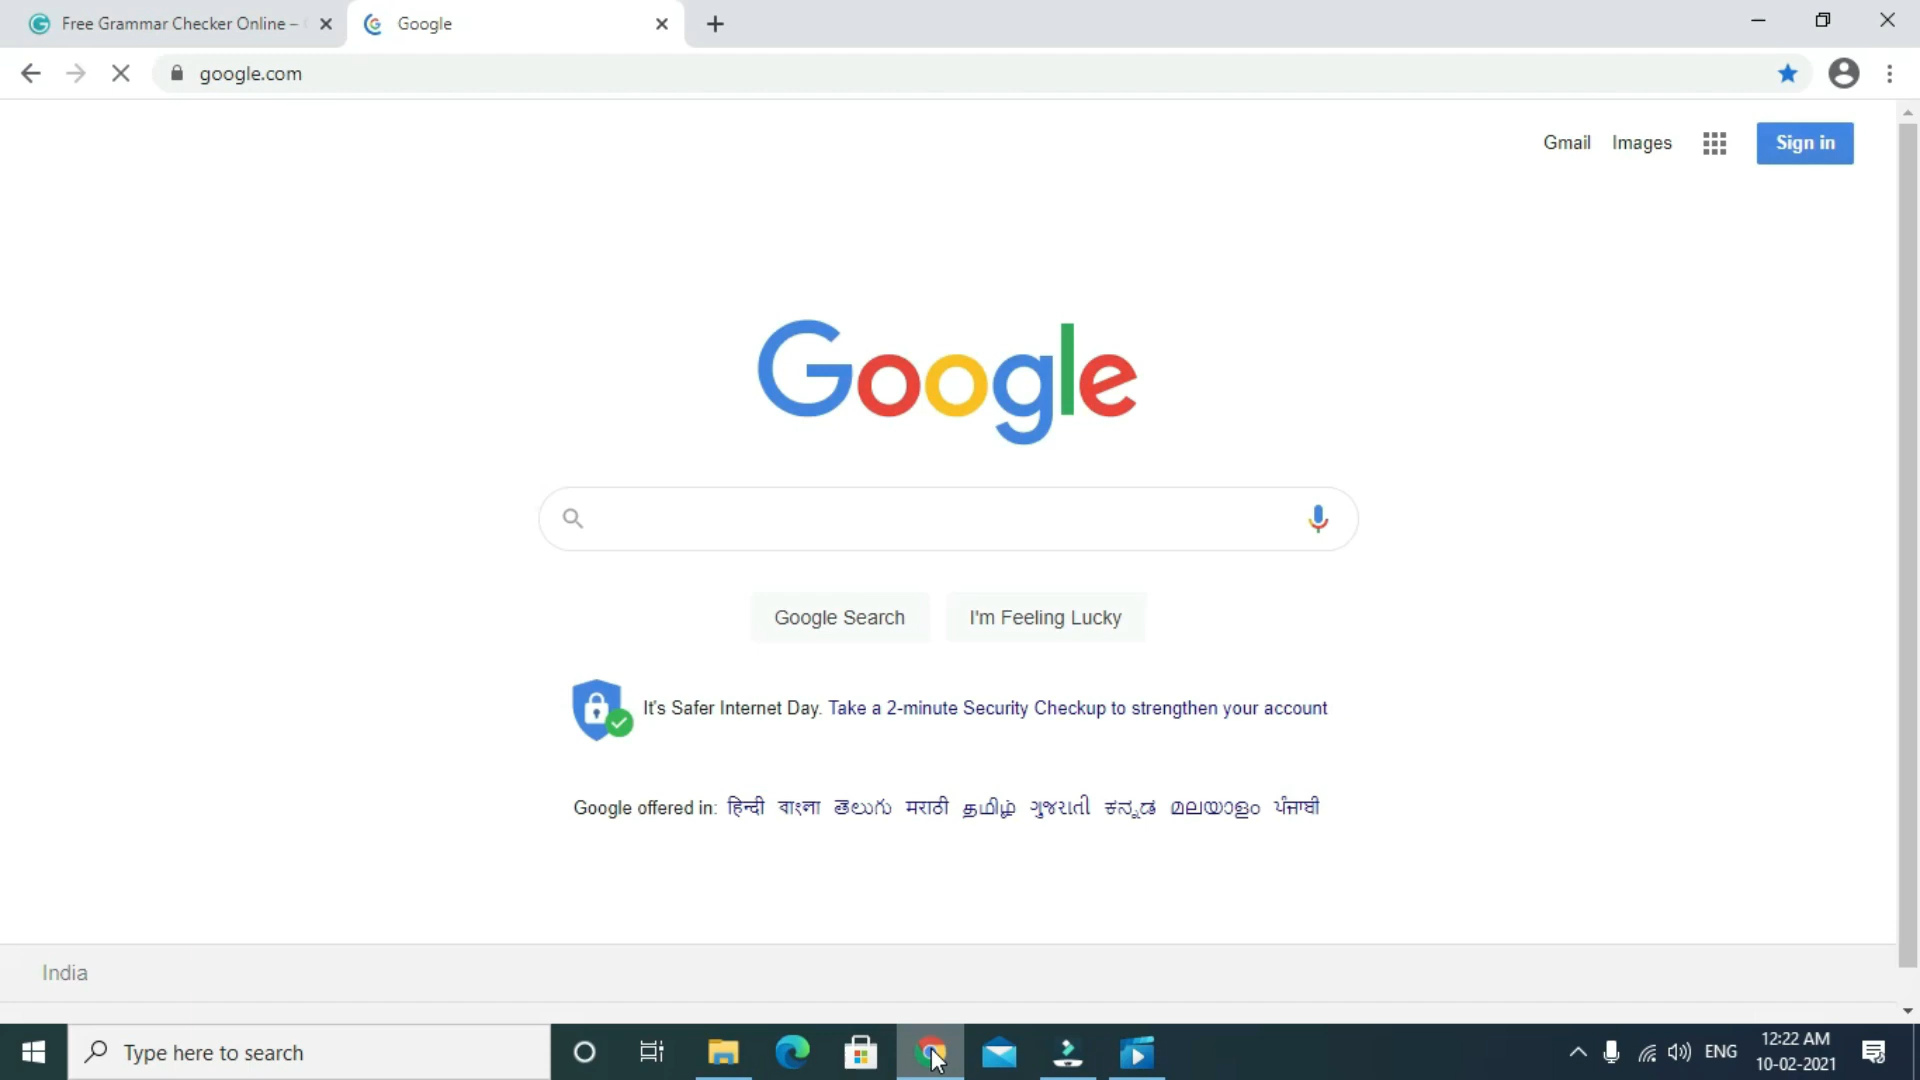 Free Grammar Checker Online –
Google
google.com
Gmail Images Sign in
Google
Google Search I'm Feeling Lucky
It's Safer Internet Day. Take a 2-minute Security Checkup to strengthen your account
Google offered in: हिन्दी বাংলা తెలుగు मराठी தமிழ் ગુજરાતી ಕನ್ನಡ മലയാളം ਪੰਜਾਬੀ
India
Type here to search
ENG
12:22 AM
10-02-2021